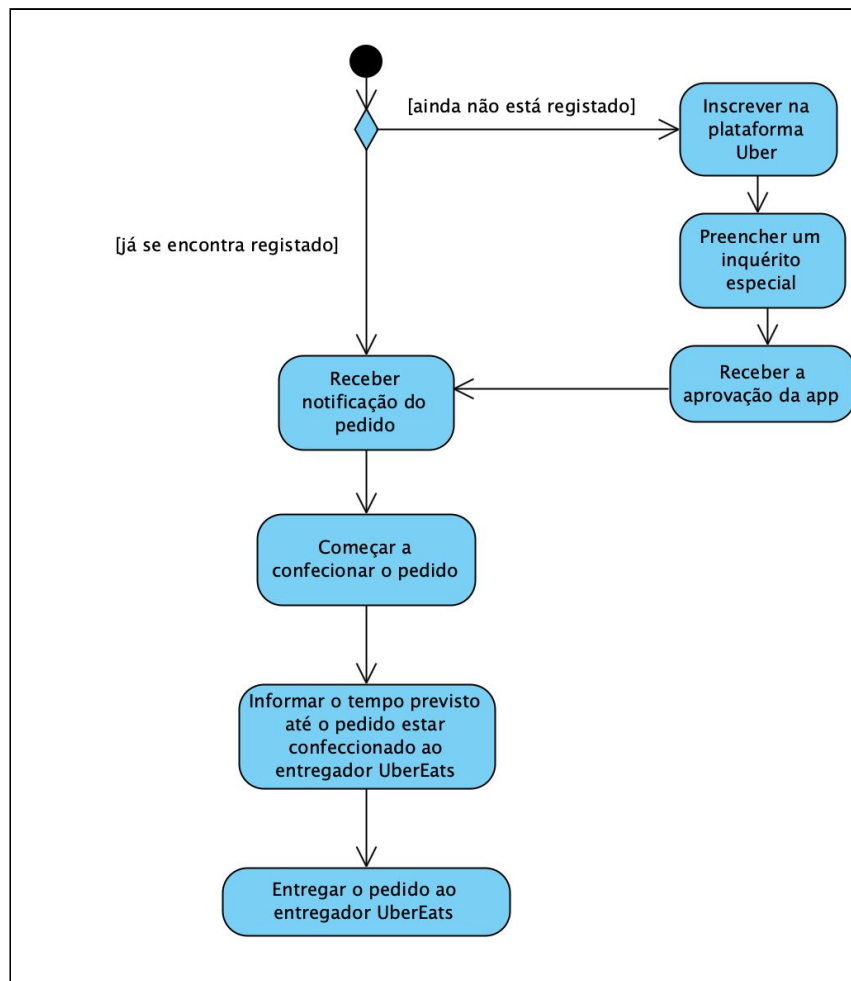 [ainda não está registado]
Inscrever na
plataforma
Uber
[já se encontra registado]
Preencher um
inquérito
especial
Receber
notificação do
pedido
Receber a
aprovação da app
Começar a
confecionar o pedido
Informar o tempo previsto
até o pedido estar
confeccionado ao
entregador UberEats
Entregar o pedido ao
entregador UberEats